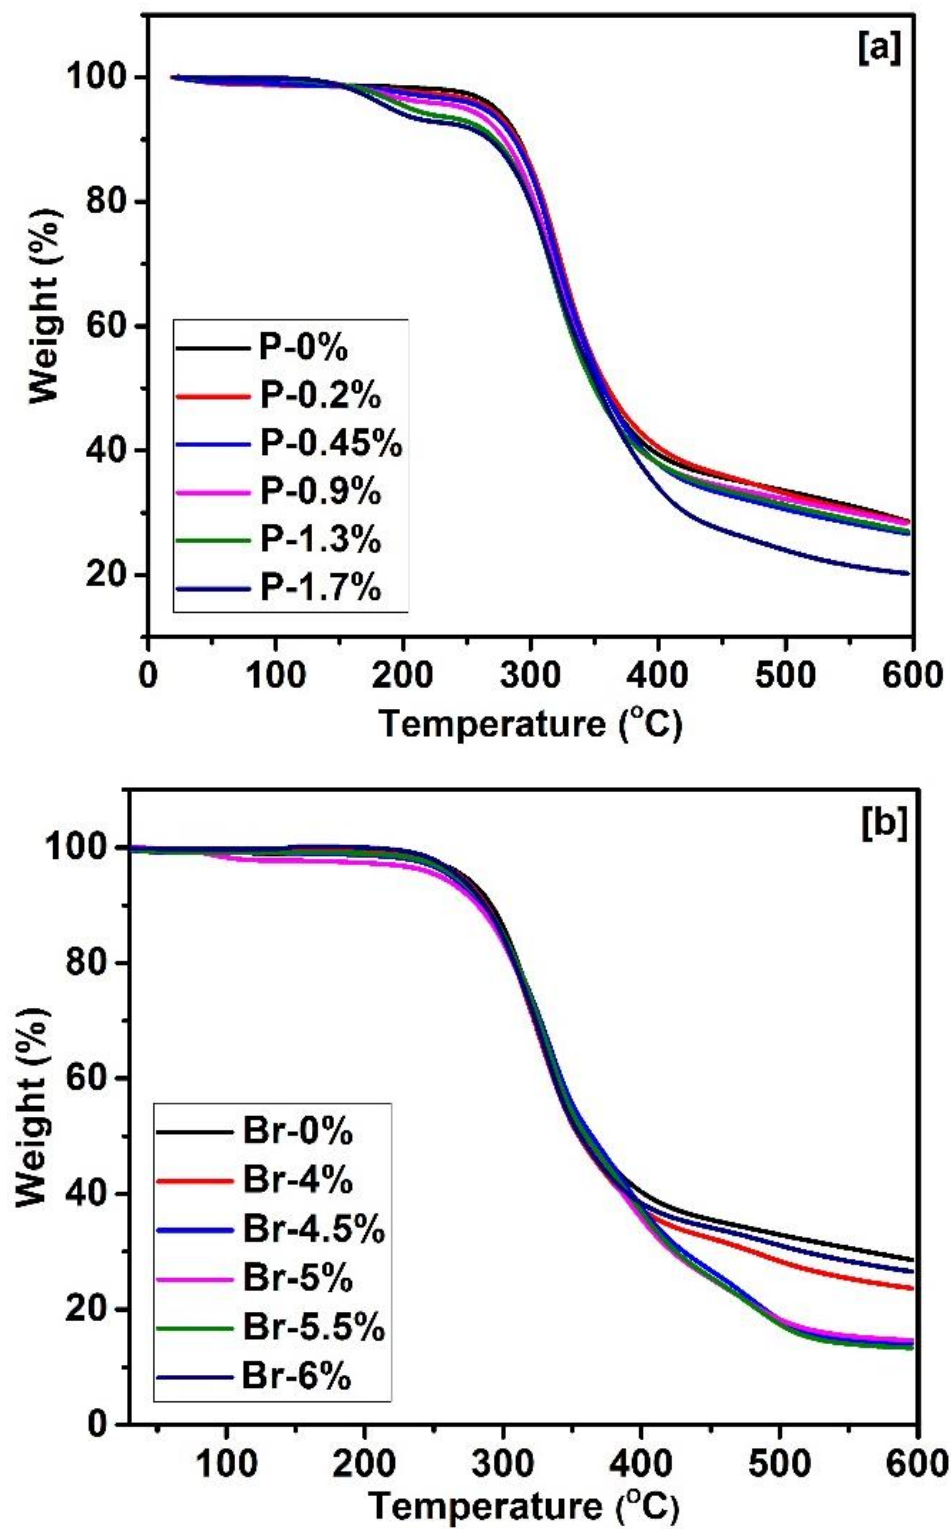 [a]
100
80
60
40
20
Weight (%)
P-0%
P-0.2%
P-0.45%
P-0.9%
P-1.3%
P-1.7%
0 100 200 300 400 500 600
Temperature (°C)
[b]
100
80
60
40
20
0
Weight (%)
Br-0%
Br-4%
Br-4.5%
Br-5%
Br-5.5%
Br-6%
100 200 300 400 500 600
Temperature (°C)